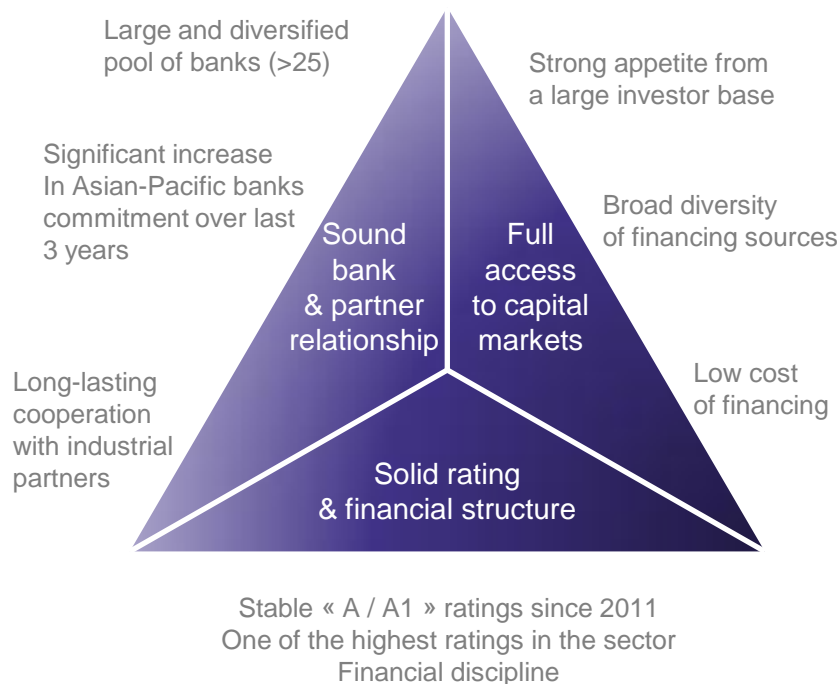 Large and diversified
pool of banks (>25)
Strong appetite from
a large investor base
Significant increase
In Asian-Pacific banks
commitment over last
3 years
Broad diversity
of financing sources
Sound
bank
& partner
relationship
Full
access
to capital
markets
Long-lasting
cooperation
with industrial
partners
Low cost
of financing
Solid rating
& financial structure
Stable « A / A1 » ratings since 2011
One of the highest ratings in the sector
Financial discipline